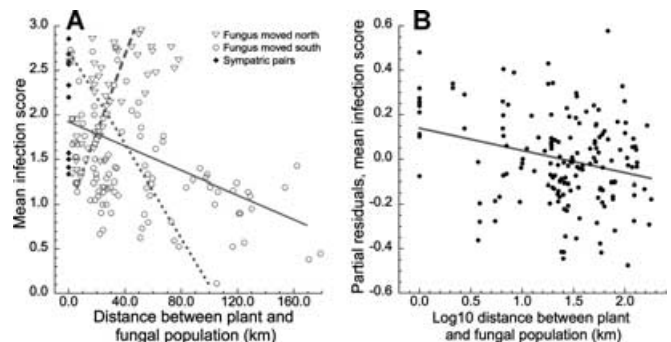 A
Fungus moved north
Fungus moved south
Sympatric pairs
Mean infection score
3.0
2.5
2.0
1.5
1.0
0.5
0.0
0.0 40.0 80.0 120.0 160.0
Distance between plant and
fungal population (km)
B
Partial residuals, mean infection score
0.6
0.4
0.2
0.0
-0.2
-0.4
-0.6
0.0 0.5 1.0 1.5 2.0
Log10 distance between plant
and fungal population (km)